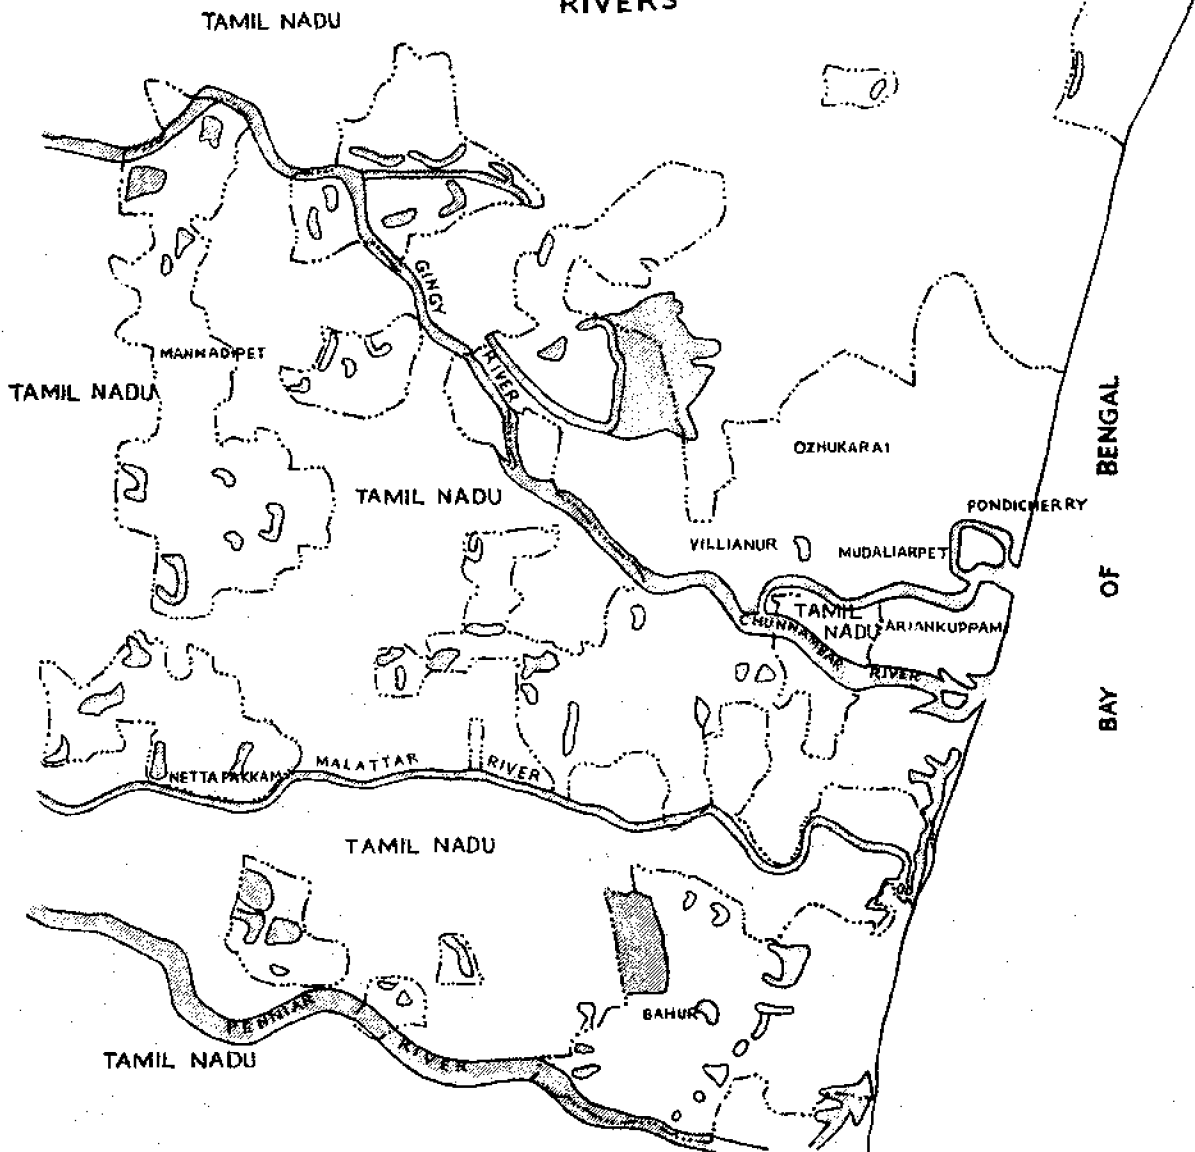 RIVERS
TAMIL NADU
GINGY
RIVER
MANNADIPET
TAMIL NADU
BAY OF BENGAL
OZHUKARAI
TAMIL NADU
PONDICHERRY
VILLIANUR
MUDALIARPET
TAMIL
NADU
ARIANKUPPAM
CHUNNAMBAR RIVER
NETTAPAKKAM
MALATTAR RIVER
TAMIL NADU
BAHUR
PENNIAR
RIVER
TAMIL NADU